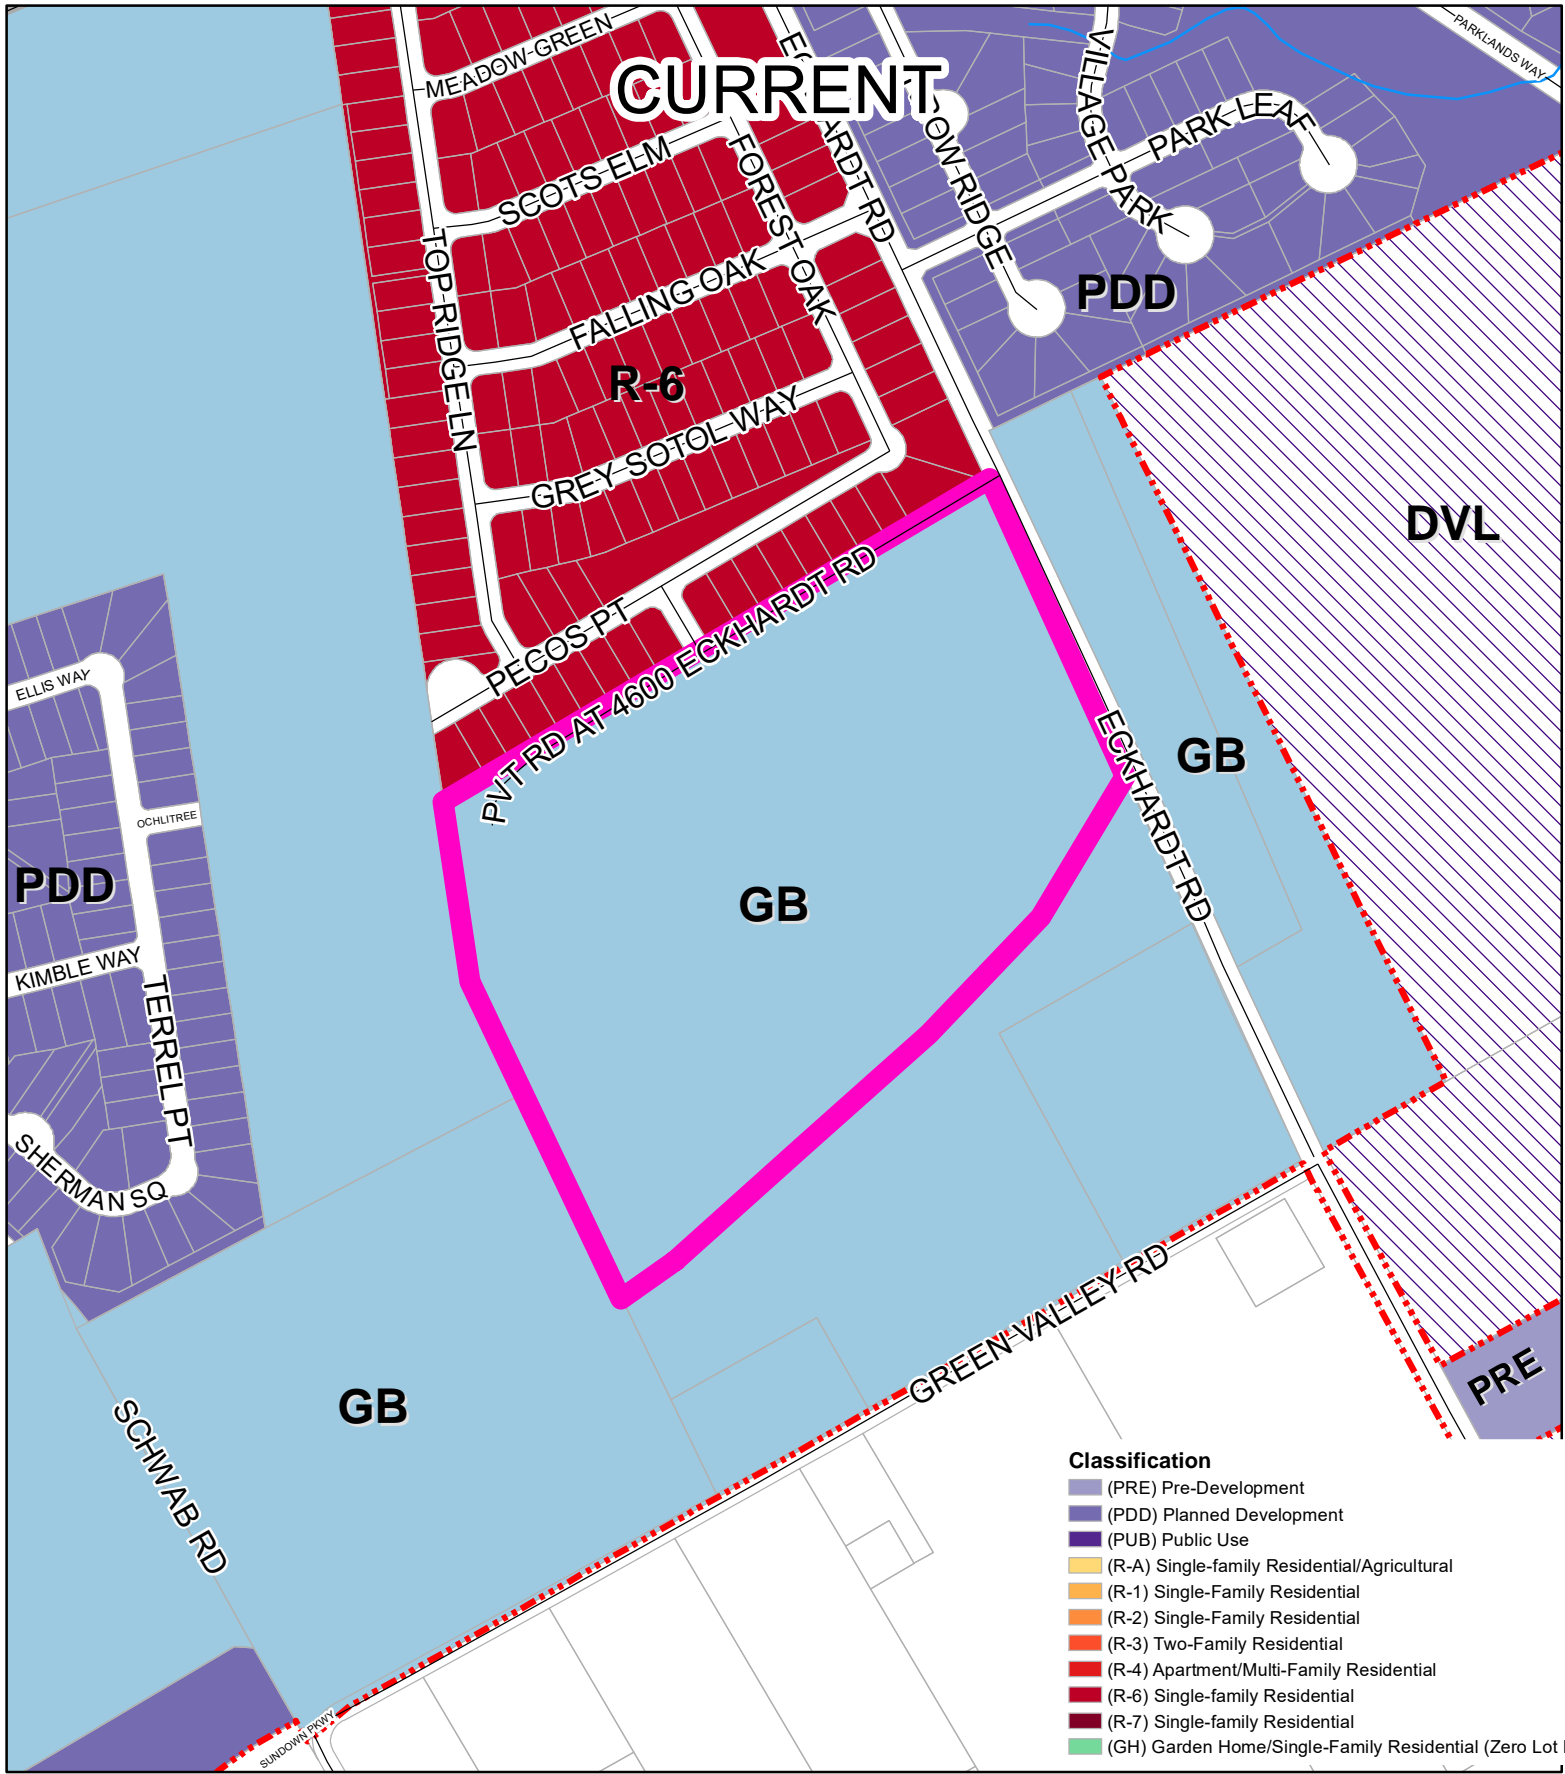 PARKLANDS WAY
MEADOW GREEN
CURRENT
VILLAGE PARK
PARK LEAF
SCOTS ELM
FOREST OAK
TOP RIDGE LN
FALLING OAK
PDD
R-6
GREY SOTOL WAY
DVL
PECOS PT
PVT RD AT 4600 ECKHARDT RD
ELLIS WAY
ECKHARDT RD
GB
OCHLITREE
PDD
GB
KIMBLE WAY
TERREL PT
SHERMAN SQ
GREEN VALLEY RD
PRE
GB
SCHWAB RD
SUNDOWN PKWY
Classification
(PRE) Pre-Development
(PDD) Planned Development
(PUB) Public Use
(R-A) Single-family Residential/Agricultural
(R-1) Single-Family Residential
(R-2) Single-Family Residential
(R-3) Two-Family Residential
(R-4) Apartment/Multi-Family Residential
(R-6) Single-family Residential
(R-7) Single-family Residential
(GH) Garden Home/Single-Family Residential (Zero Lot